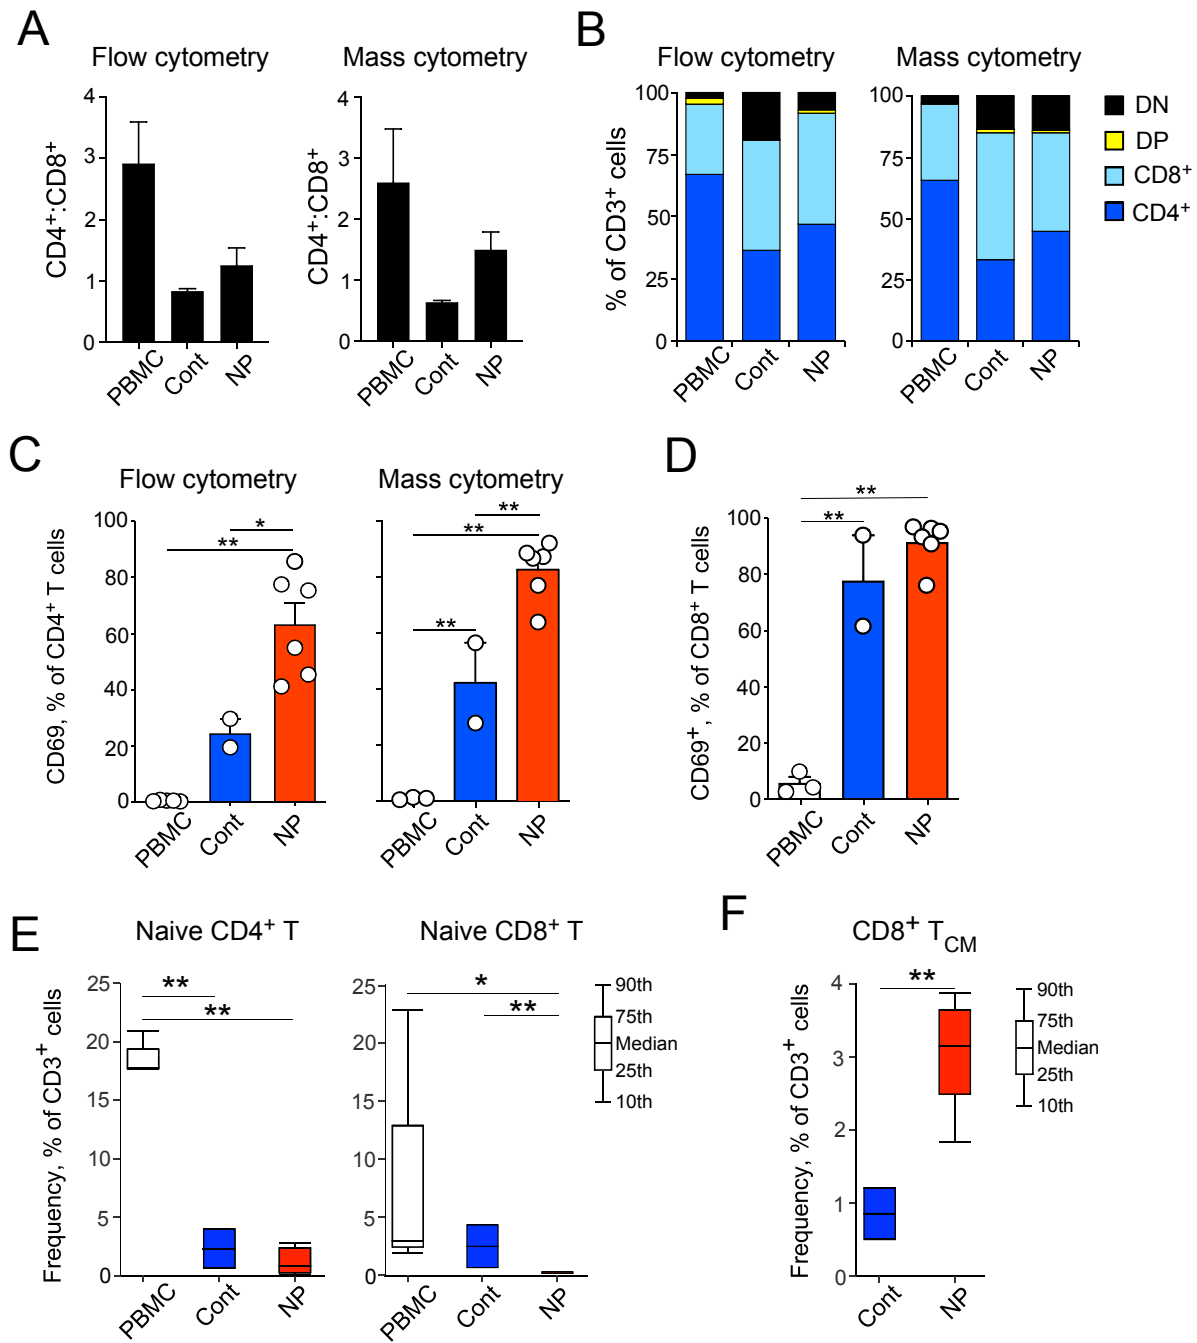 A
Flow cytometry
Mass cytometry
CD4⁺:CD8⁺
4
3
2
1
0
PBMC
Cont
NP
CD4⁺:CD8⁺
4
3
2
1
0
PBMC
Cont
NP
B
Flow cytometry
Mass cytometry
% of CD3⁺ cells
100
75
50
25
0
PBMC
Cont
NP
100
75
50
25
0
PBMC
Cont
NP
DN
DP
CD8⁺
CD4⁺
C
Flow cytometry
Mass cytometry
CD69, % of CD4⁺ T cells
100
80
60
40
20
0
*
**
PBMC
Cont
NP
**
**
**
PBMC
Cont
NP
D
CD69⁺, % of CD8⁺ T cells
100
80
60
40
20
0
**
**
PBMC
Cont
NP
E
Naive CD4⁺ T
Naive CD8⁺ T
Frequency, % of CD3⁺ cells
25
20
15
10
5
0
**
**
PBMC
Cont
NP
25
20
15
10
5
0
*
**
PBMC
Cont
NP
90th
75th
Median
25th
10th
F
CD8⁺ T_CM
Frequency, % of CD3⁺ cells
4
3
2
1
0
**
Cont
NP
90th
75th
Median
25th
10th